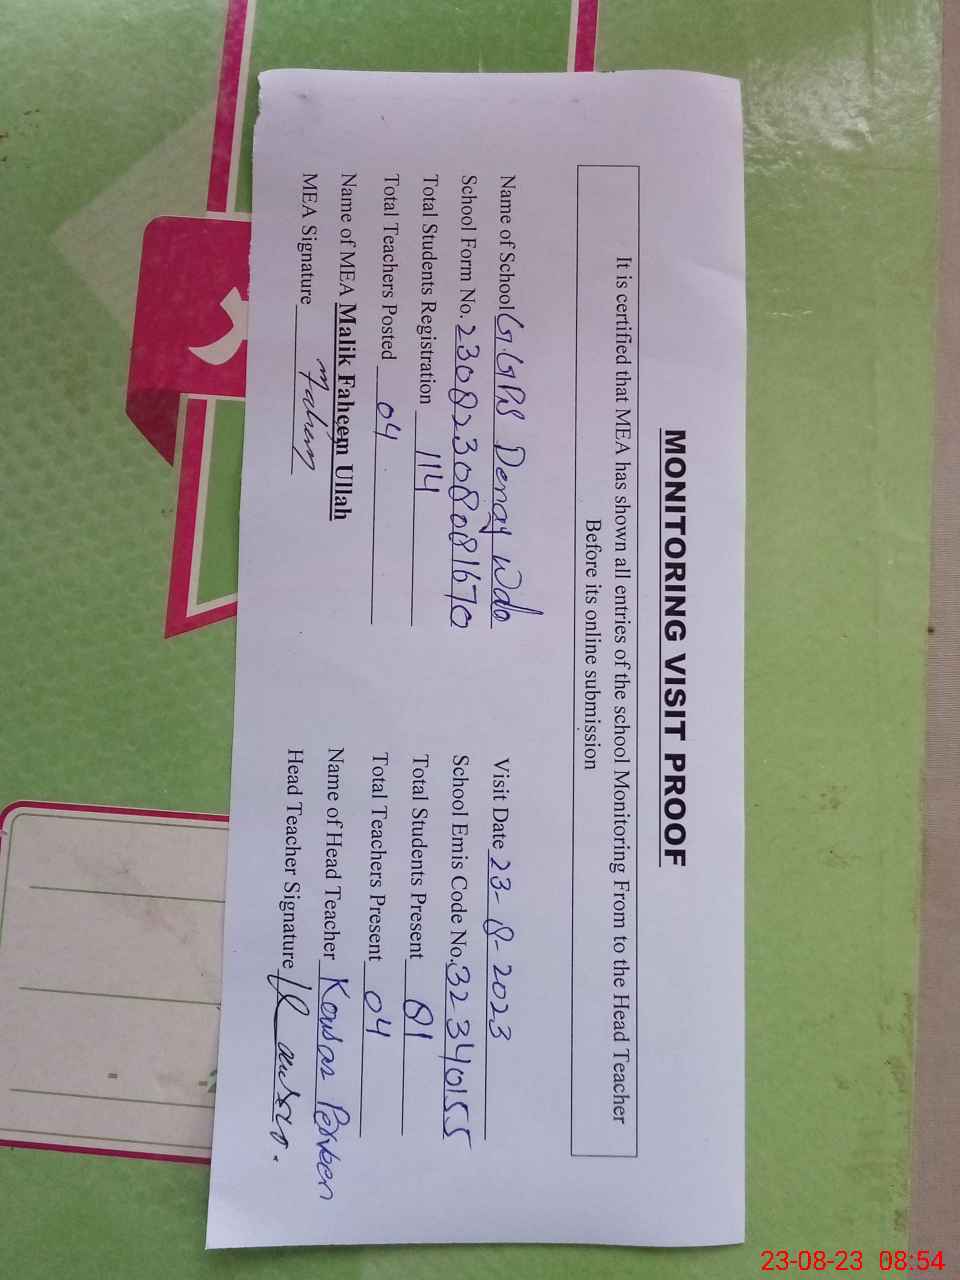 MONITORING VISIT PROOF
It is certified that MEA has shown all entries of the school Monitoring From to the Head Teacher
Before its online submission
Name of School GGPS Denay Wala Visit Date 23-8-2023
School Form No. 23082308081670 School Emis Code No. 32340155
Total Students Registration 114 Total Students Present 81
Total Teachers Posted 04 Total Teachers Present 04
Name of MEA Malik Faheem Ullah Name of Head Teacher Kousar Perveen
MEA Signature Fahim Head Teacher Signature
23-08-23 08:54